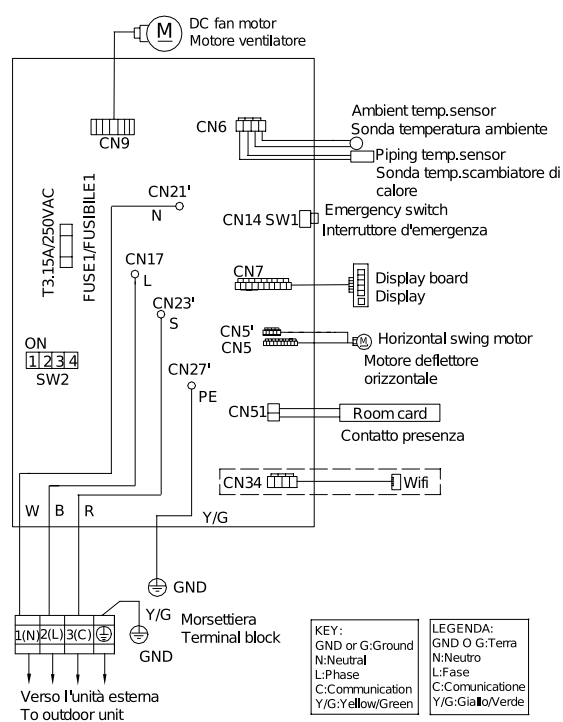 M
DC fan motor
Motore ventilatore
CN9
CN6
Ambient temp.sensor
Sonda temperatura ambiente
Piping temp.sensor
Sonda temp.scambiatore di
calore
T3.15A/250VAC
FUSE1/FUSIBILE1
CN21'
N
CN14 SW1
Emergency switch
Interruttore d'emergenza
CN17
L
CN7
Display board
Display
CN23'
S
CN5'
CN5
M
Horizontal swing motor
Motore deflettore
orizzontale
ON
1 2 3 4
SW2
CN27'
PE
CN51
Room card
Contatto presenza
CN34
Wifi
W B R
Y/G
GND
1(N) 2(L) 3(C)
Y/G
GND
Morsettiera
Terminal block
Verso l'unità esterna
To outdoor unit
KEY:
GND or G:Ground
N:Neutral
L:Phase
C:Communication
Y/G:Yellow/Green
LEGENDA:
GND O G:Terra
N:Neutro
L:Fase
C:Comunicatione
Y/G:Giallo/Verde